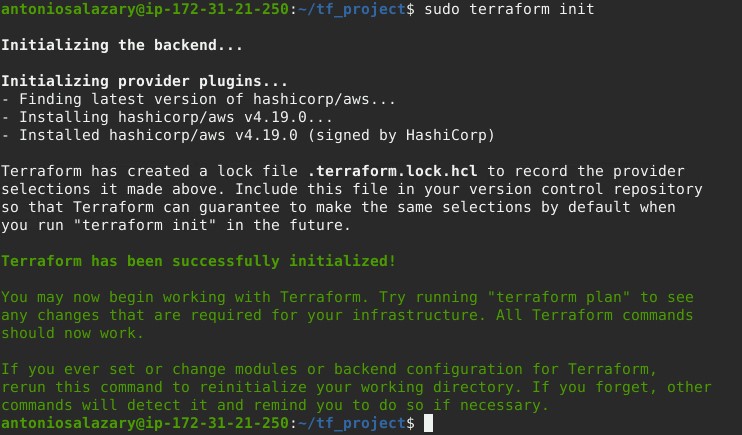 antoniosalazary@ip-172-31-21-250:~/tf_project$ sudo terraform init
Initializing the backend...
Initializing provider plugins...
- Finding latest version of hashicorp/aws...
- Installing hashicorp/aws v4.19.0...
- Installed hashicorp/aws v4.19.0 (signed by HashiCorp)
Terraform has created a lock file .terraform.lock.hcl to record the provider
selections it made above. Include this file in your version control repository
so that Terraform can guarantee to make the same selections by default when
you run "terraform init" in the future.
Terraform has been successfully initialized!
You may now begin working with Terraform. Try running "terraform plan" to see
any changes that are required for your infrastructure. All Terraform commands
should now work.
If you ever set or change modules or backend configuration for Terraform,
rerun this command to reinitialize your working directory. If you forget, other
commands will detect it and remind you to do so if necessary.
antoniosalazary@ip-172-31-21-250:~/tf_project$